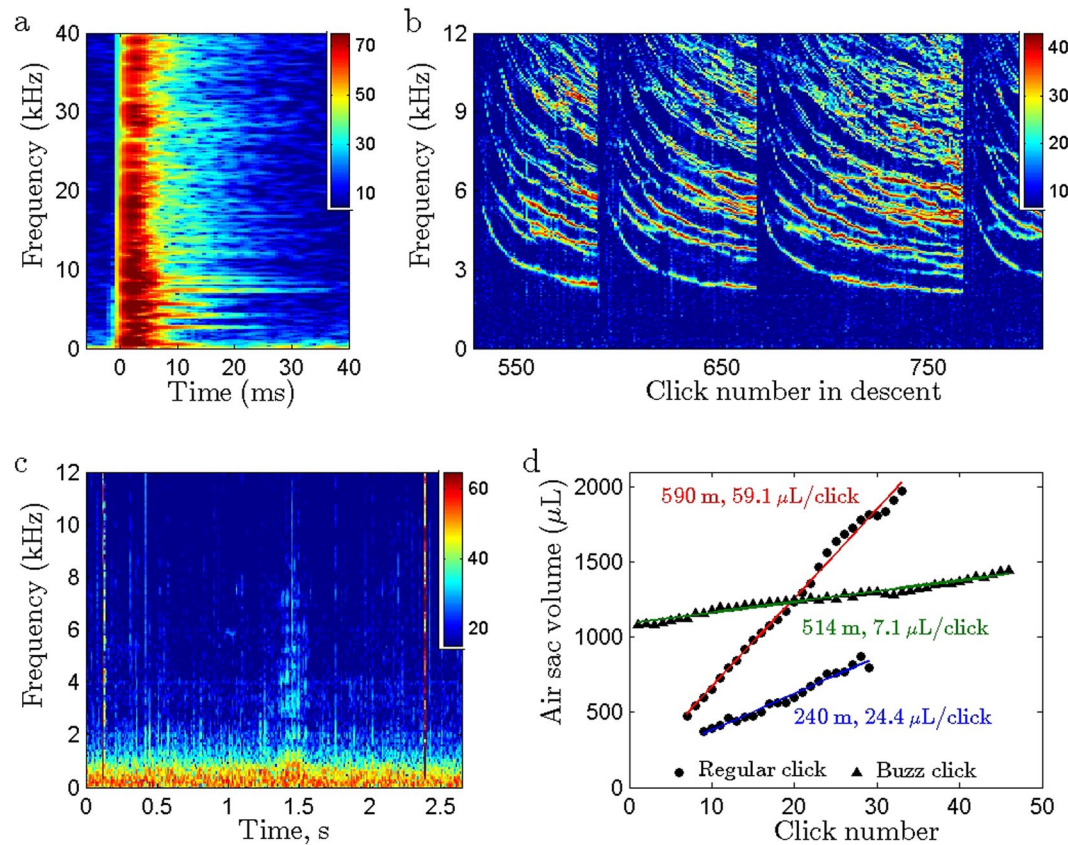 a
Frequency (kHz)
40
30
20
10
0
70
50
30
10
0 10 20 30 40
Time (ms)
b
Frequency (kHz)
12
9
6
3
0
40
30
20
10
550 650 750
Click number in descent
c
Frequency (kHz)
12
10
8
6
4
2
0
60
40
20
0 0.5 1 1.5 2 2.5
Time, s
d
Air sac volume (μL)
2000
1500
1000
500
0
590 m, 59.1 μL/click
514 m, 7.1 μL/click
240 m, 24.4 μL/click
Regular click Buzz click
0 10 20 30 40 50
Click number